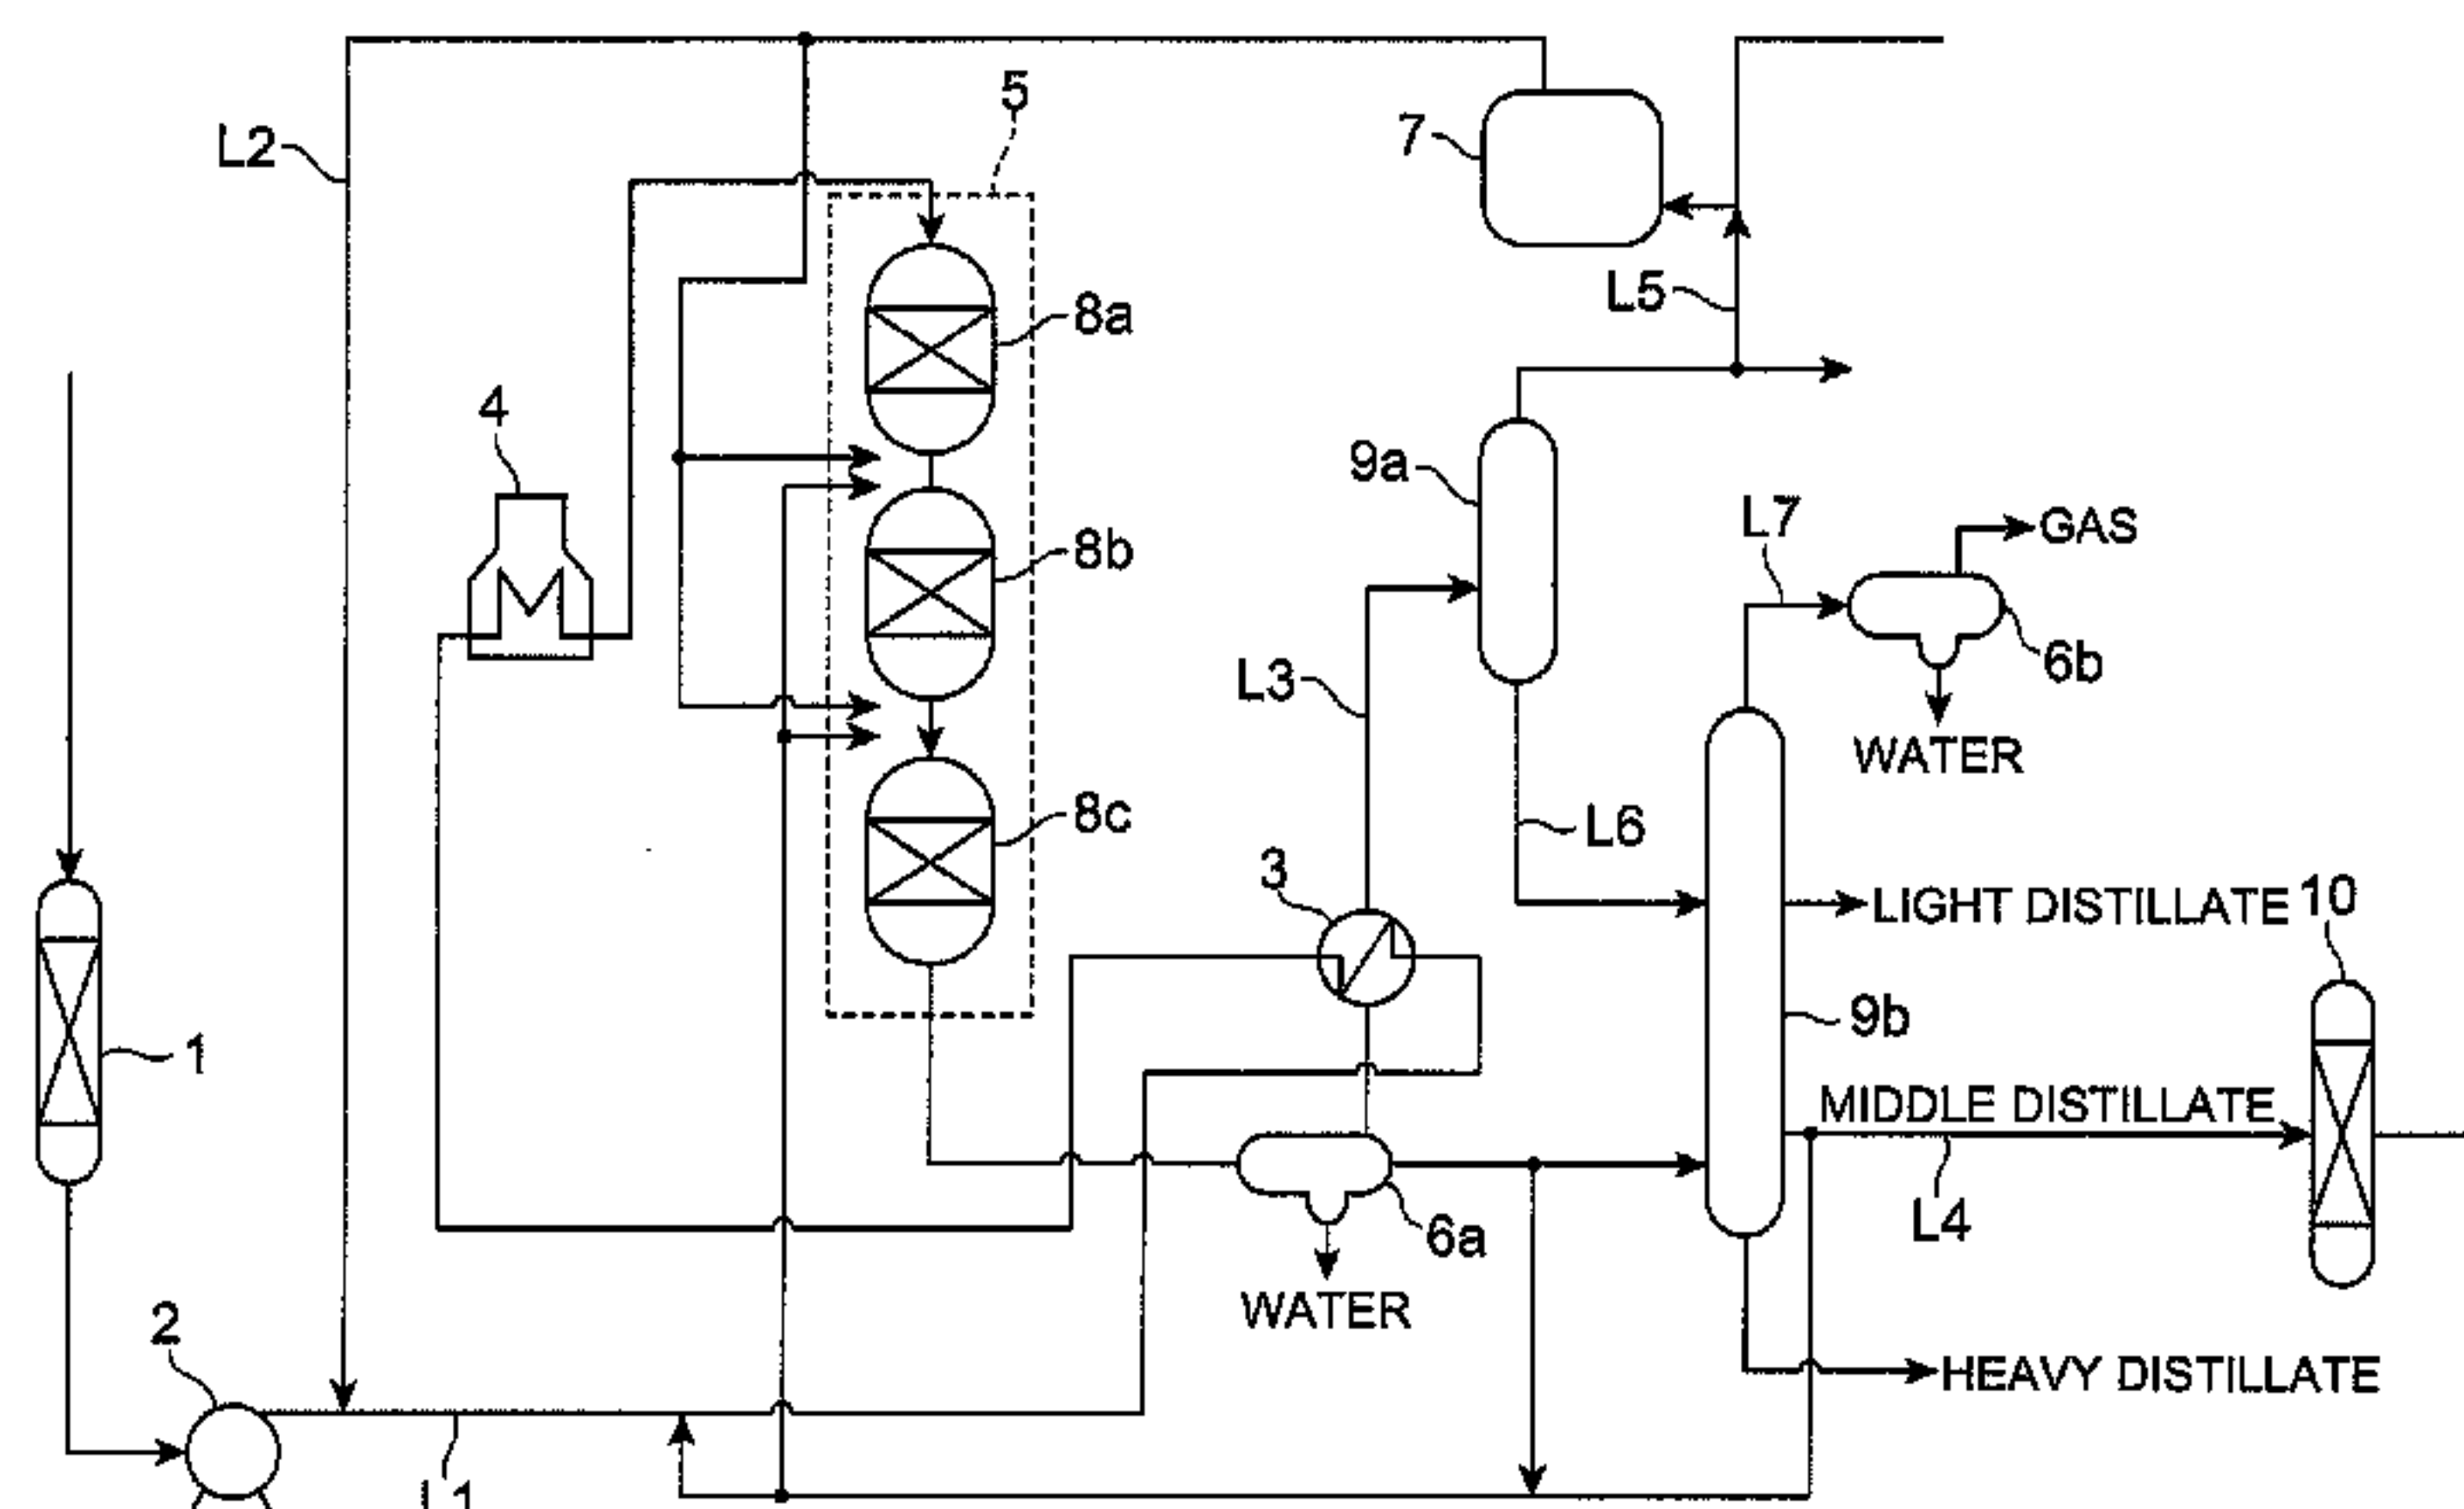 5
L2
7
L5
8a
4
9a
L7
GAS
8b
6b
L3
WATER
8c
L6
3
LIGHT DISTILLATE
10
9b
1
MIDDLE DISTILLATE
L4
6a
WATER
2
HEAVY DISTILLATE
L1